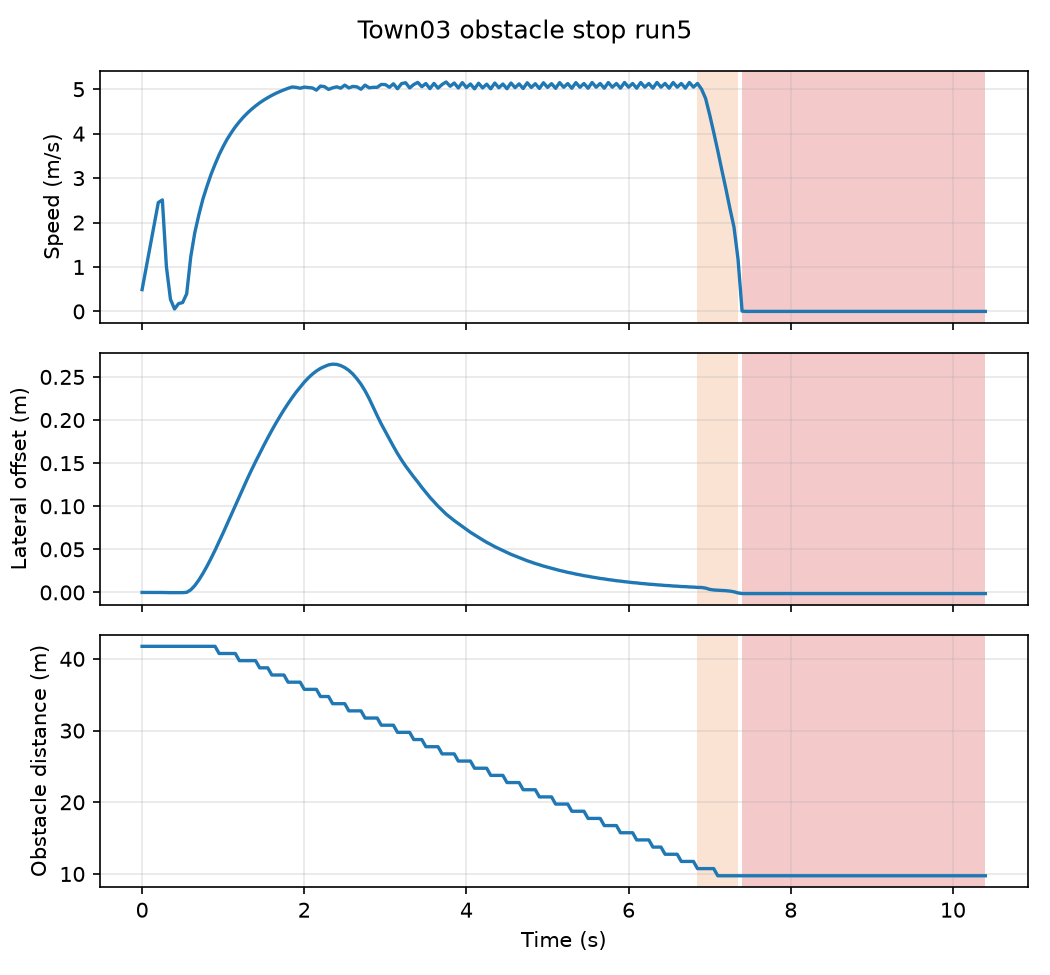 Town03 obstacle stop run5
Speed (m/s)
5
4
3
2
1
0
Lateral offset (m)
0.25
0.20
0.15
0.10
0.05
0.00
Obstacle distance (m)
40
30
20
10
0 2 4 6 8 10
Time (s)